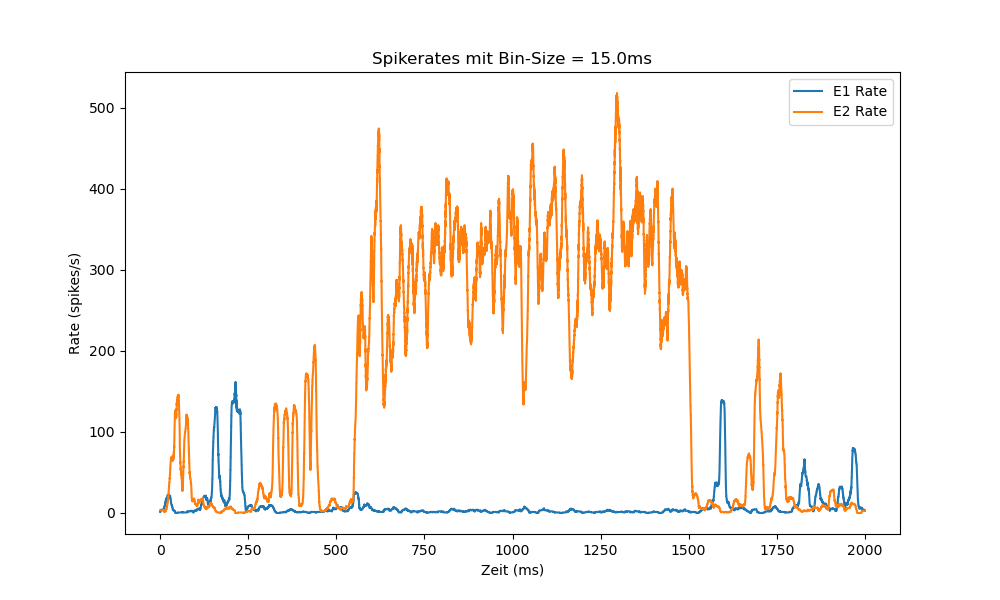 Spikerates mit Bin-Size = 15.0ms
E1 Rate
E2 Rate
500
400
300
200
100
0
Rate (spikes/s)
0 250 500 750 1000 1250 1500 1750 2000
Zeit (ms)